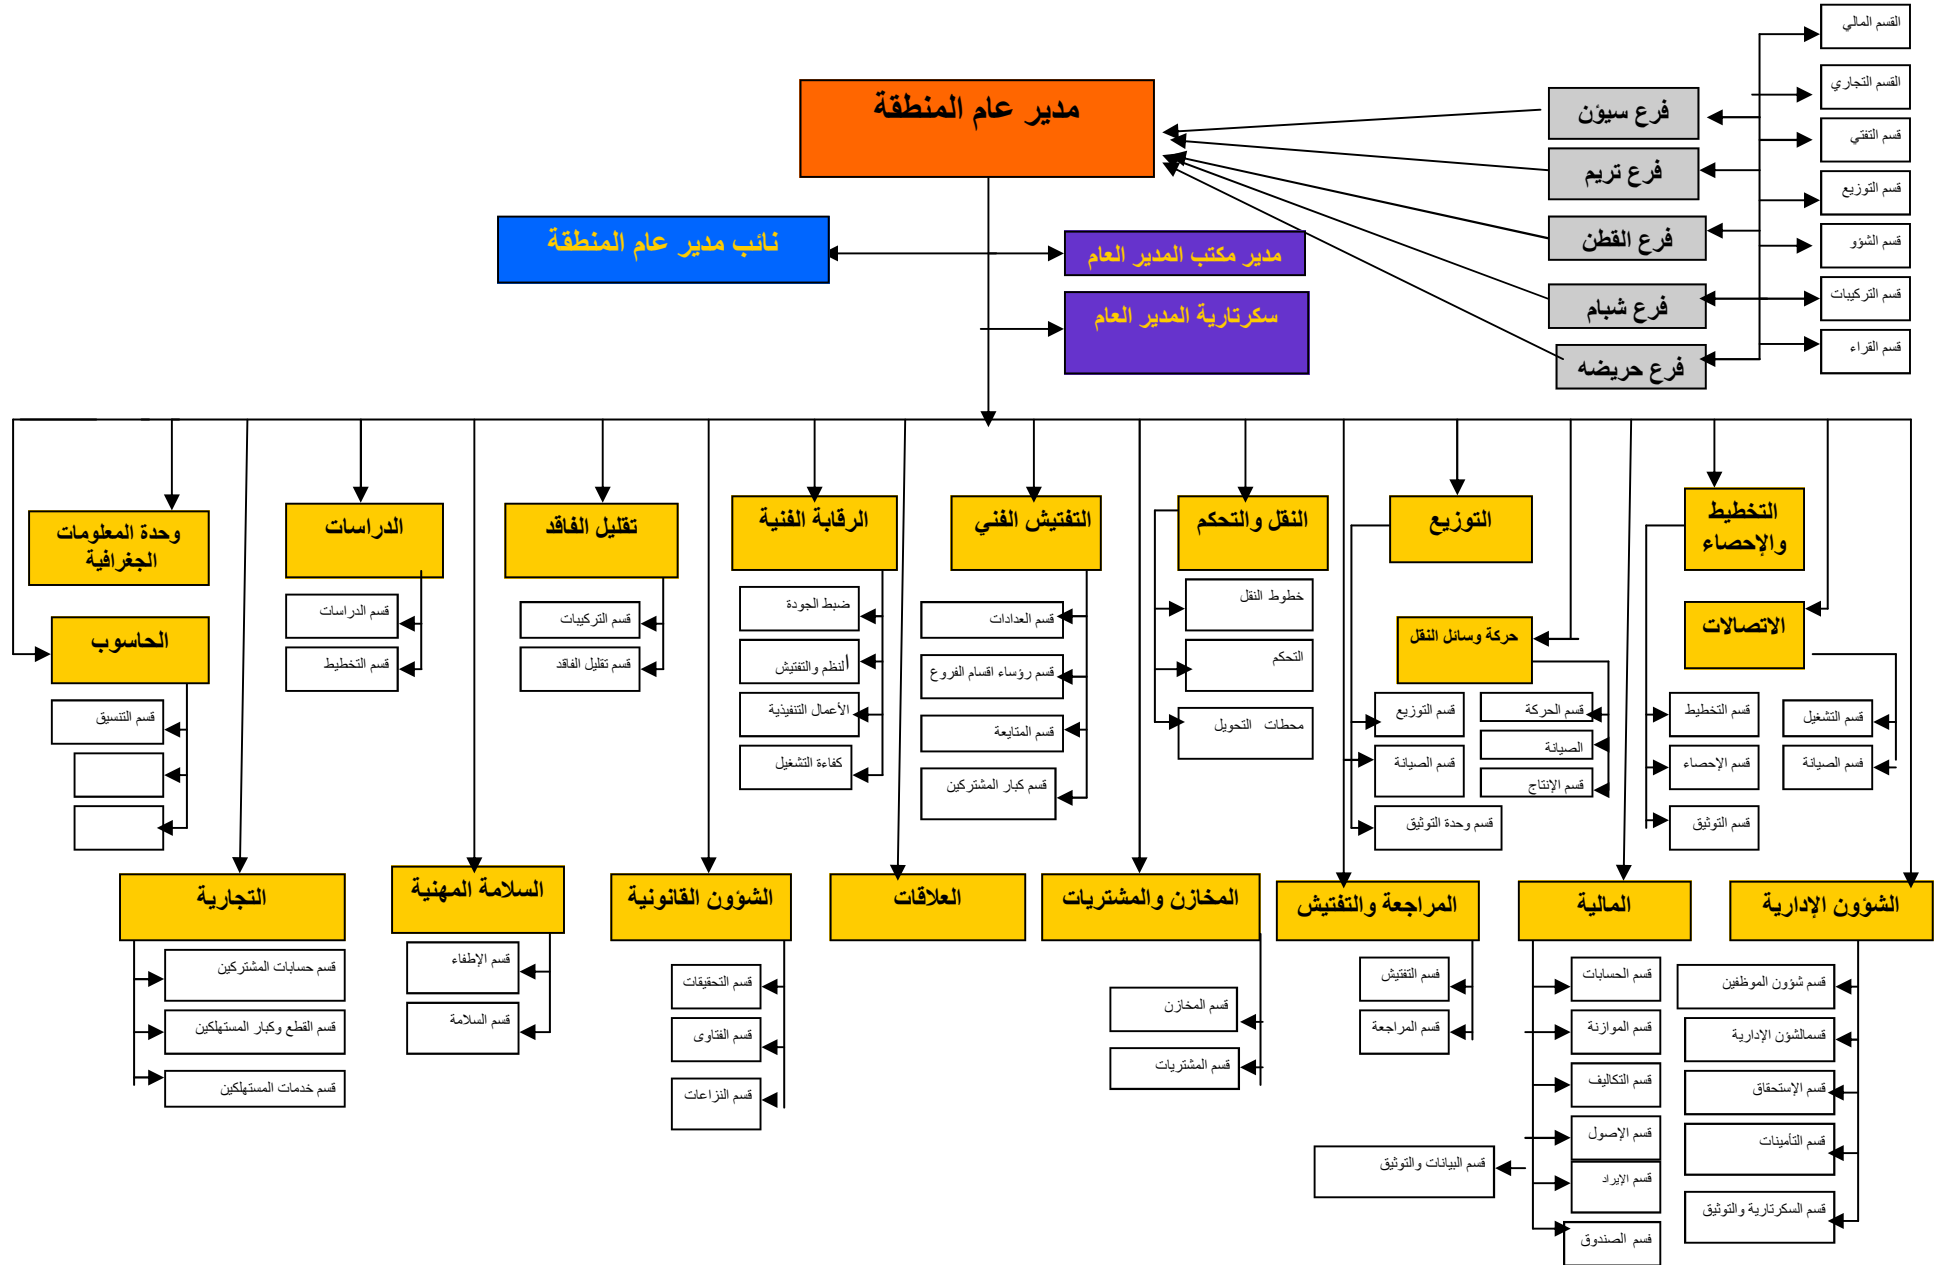 القسم المالي
القسم التجاري
قسم التفتي
قسم التوزيع
قسم الشؤو
قسم التركيبات
قسم القراء
فرع سيؤن
فرع تريم
فرع القطن
فرع شبام
فرع حريضه
مدير عام المنطقة
نائب مدير عام المنطقة
مدير مكتب المدير العام
سكرتارية المدير العام
التخطيط
والإحصاء
قسم التخطيط
قسم الإحصاء
قسم التوثيق
الاتصالات
قسم التشغيل
قسم الصيانة
التوزيع
قسم التوزيع
قسم الصيانة
قسم وحدة التوثيق
حركة وسائل النقل
قسم الحركة
الصيانة
قسم الإنتاج
النقل والتحكم
خطوط النقل
التحكم
محطات التحويل
التفتيش الفني
قسم العدادات
قسم رؤساء اقسام الفروع
قسم المتابعة
قسم كبار المشتركين
الرقابة الفنية
ضبط الجودة
ألنظم والتفتيش
الأعمال التنفيذية
كفاءة التشغيل
تقليل الفاقد
قسم التركيبات
قسم تقليل الفاقد
الدراسات
قسم الدراسات
قسم التخطيط
وحدة المعلومات
الجغرافية
الحاسوب
قسم التنسيق
الشؤون الإدارية
قسم شؤون الموظفين
قسمالشؤن الإدارية
قسم الإستحقاق
قسم التأمينات
قسم السكرتارية والتوثيق
المالية
قسم الحسابات
قسم الموازنة
قسم التكاليف
قسم الإصول
قسم الإيراد
قسم الصندوق
قسم البيانات والتوثيق
المراجعة والتفتيش
قسم التفتيش
قسم المراجعة
المخازن والمشتريات
قسم المخازن
قسم المشتريات
العلاقات
الشؤون القانونية
قسم التحقيقات
قسم الفتاوى
قسم النزاعات
السلامة المهنية
قسم الإطفاء
قسم السلامة
التجارية
قسم حسابات المشتركين
قسم القطع وكبار المستهلكين
قسم خدمات المستهلكين